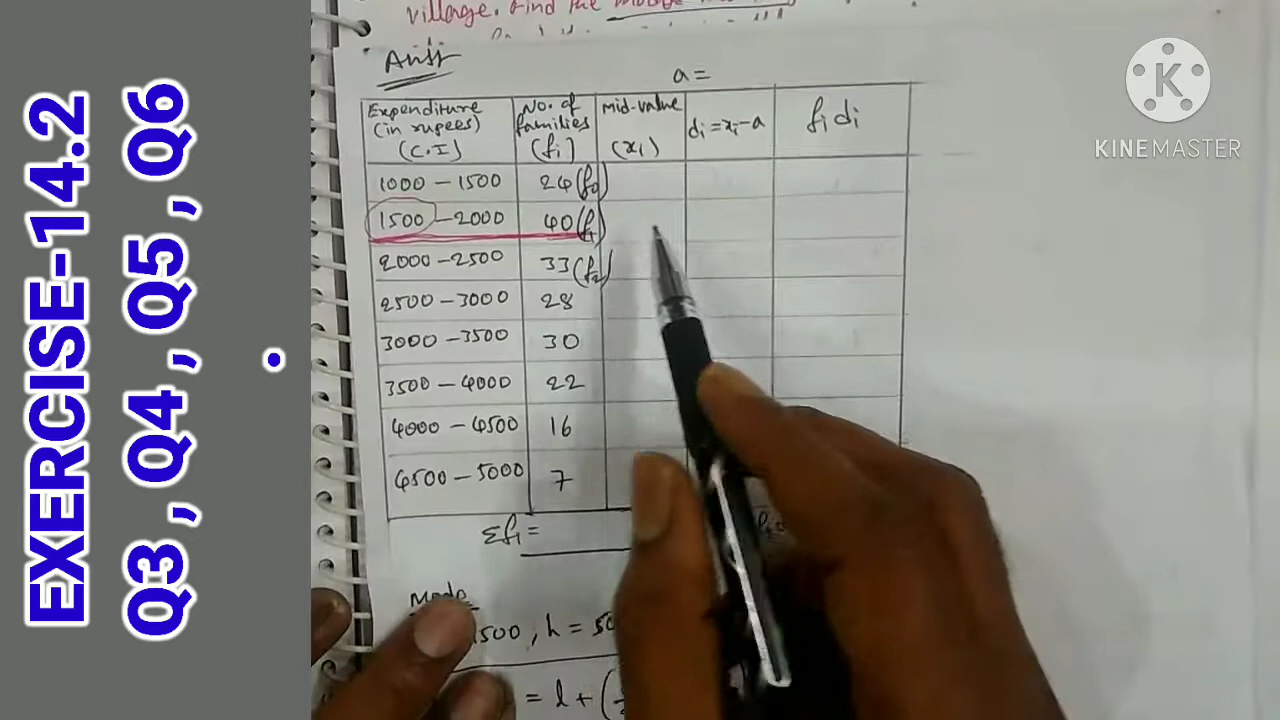 EXERCISE-14.2
Q3 , Q4 , Q5 , Q6
.
KINEMASTER
village. Find the
Ans:
a =
Expenditure (in rupees) (C.I)
No. of families (fi)
mid-value (xi)
di = xi - a
fi di
1000 - 1500 24 (f0)
1500 - 2000 40 (f1)
2000 - 2500 33 (f2)
2500 - 3000 28
3000 - 3500 30
3500 - 4000 22
4000 - 4500 16
4500 - 5000 7
Σfi =
Mode
1500 , h = 50
= l + (